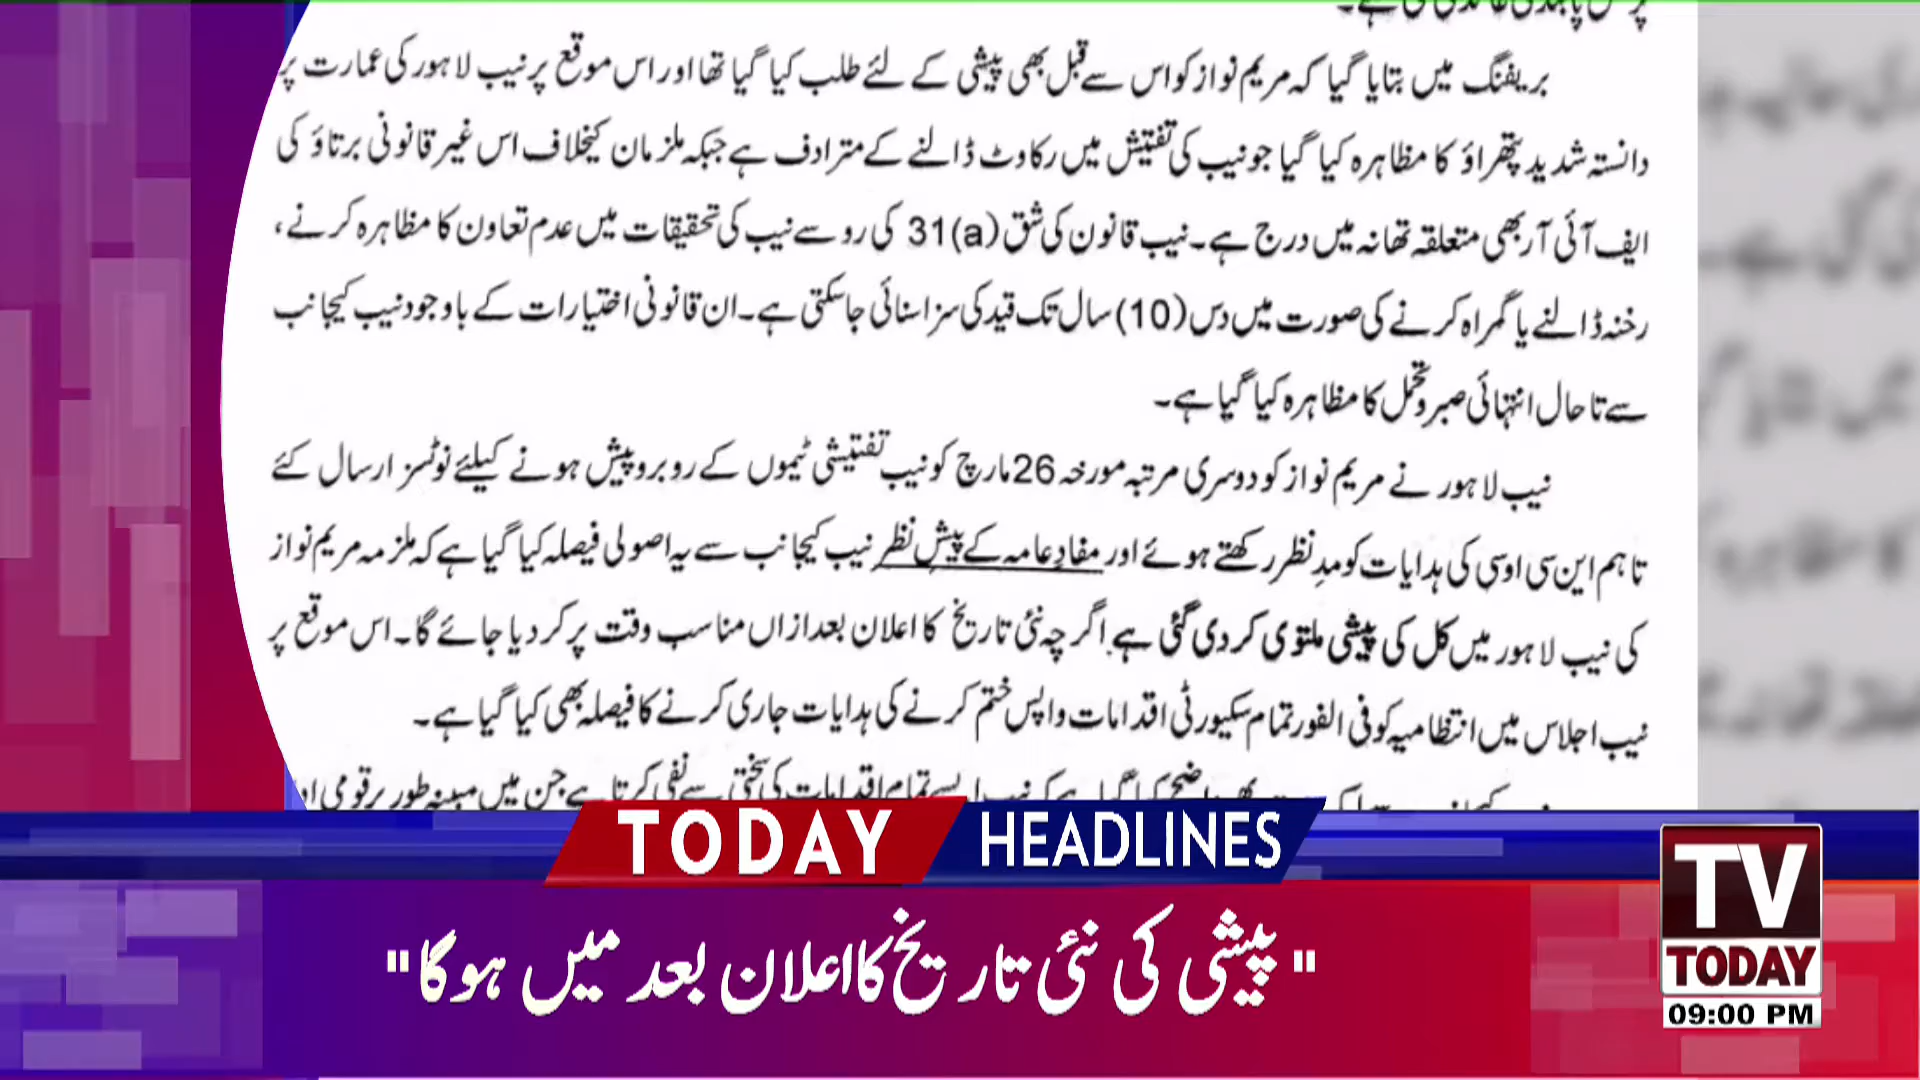 بریفنگ میں بتایا گیا کہ مریم نواز کو اس سے قبل بھی پیشی کے لئے طلب کیا گیا تھا اور اس موقع پر نیب لاہور کی عمارت پر
دانستہ شدید پتھراؤ کا مظاہرہ کیا گیا جو نیب کی تفتیش میں رکاوٹ ڈالنے کے مترادف ہے جبکہ ملزمان کیخلاف اس غیر قانونی برتاؤ کی
ایف آئی آر بھی متعلقہ تھانہ میں درج ہے۔ نیب قانون کی شق 31(a) کی رو سے نیب کی تحقیقات میں عدم تعاون کا مظاہرہ کرنے،
رخنہ ڈالنے یا گمراہ کرنے کی صورت میں دس (10) سال تک قید کی سزا سنائی جا سکتی ہے۔ ان قانونی اختیارات کے باوجود نیب کیجانب
سے تاحال انتہائی صبر و تحمل کا مظاہرہ کیا گیا ہے۔
نیب لاہور نے مریم نواز کو دوسری مرتبہ مورخہ 26 مارچ کو نیب تفتیشی ٹیموں کے روبرو پیش ہونے کیلئے نوٹسز ارسال کئے
تاہم این سی او سی کی ہدایات کو مدِ نظر رکھتے ہوئے اور مفادِ عامہ کے پیشِ نظر نیب کیجانب سے یہ اصولی فیصلہ کیا گیا ہے کہ ملزمہ مریم نواز
کی نیب لاہور میں کل کی پیشی ملتوی کر دی گئی ہے اگرچہ نئی تاریخ کا اعلان بعد ازاں مناسب وقت پر کر دیا جائے گا۔ اس موقع پر
نیب اجلاس میں انتظامیہ کو فی الفور تمام سکیورٹی اقدامات واپس ختم کرنے کی ہدایات جاری کرنے کا فیصلہ بھی کیا گیا ہے۔
TODAY HEADLINES
"پیشی کی نئی تاریخ کا اعلان بعد میں ہوگا"
TV
TODAY
09:00 PM